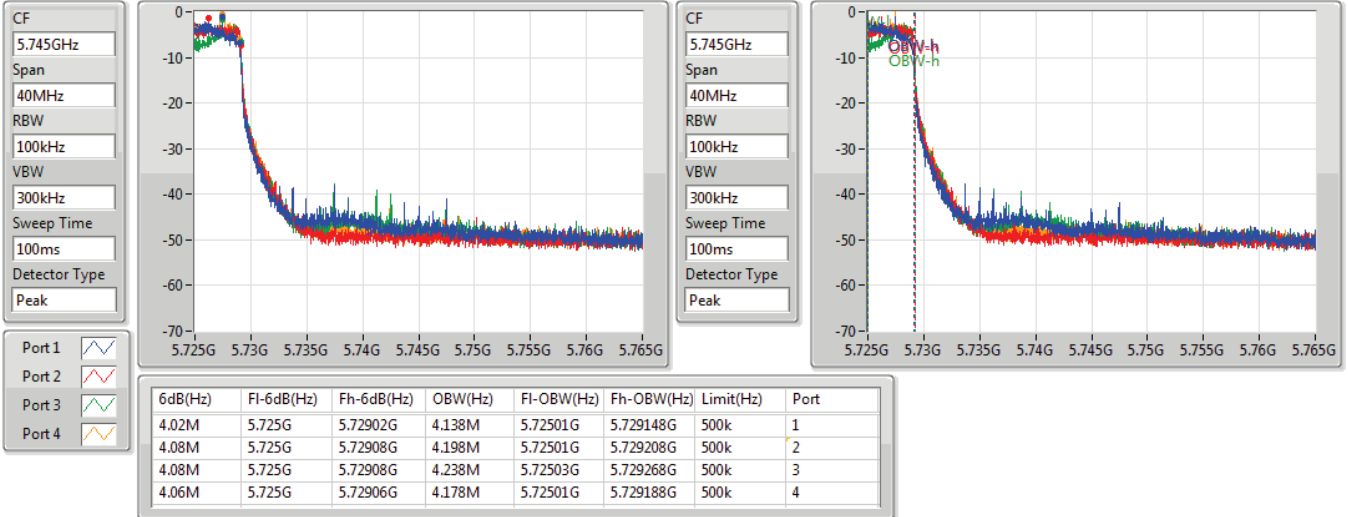 CF
5.745GHz
Span
40MHz
RBW
100kHz
VBW
300kHz
Sweep Time
100ms
Detector Type
Peak
0
-10
-20
-30
-40
-50
-60
-70
5.725G 5.73G 5.735G 5.74G 5.745G 5.75G 5.755G 5.76G 5.765G
CF
5.745GHz
Span
40MHz
RBW
100kHz
VBW
300kHz
Sweep Time
100ms
Detector Type
Peak
0
-10
-20
-30
-40
-50
-60
-70
OBW-h
OBW-h
5.725G 5.73G 5.735G 5.74G 5.745G 5.75G 5.755G 5.76G 5.765G
Port 1
Port 2
Port 3
Port 4
6dB(Hz) Fl-6dB(Hz) Fh-6dB(Hz) OBW(Hz) Fl-OBW(Hz) Fh-OBW(Hz) Limit(Hz) Port
4.02M 5.725G 5.72902G 4.138M 5.72501G 5.729148G 500k 1
4.08M 5.725G 5.72908G 4.198M 5.72501G 5.729208G 500k 2
4.08M 5.725G 5.72908G 4.238M 5.72503G 5.729268G 500k 3
4.06M 5.725G 5.72906G 4.178M 5.72501G 5.729188G 500k 4